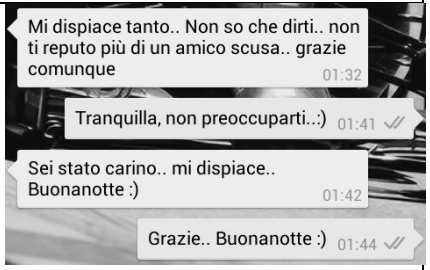 Mi dispiace tanto.. Non so che dirti.. non
ti reputo più di un amico scusa.. grazie
comunque
01:32
Tranquilla, non preoccuparti..:) 01:41
Sei stato carino.. mi dispiace..
Buonanotte :)
01:42
Grazie.. Buonanotte :) 01:44